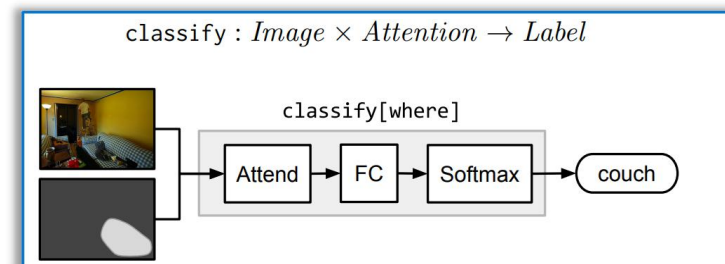 classify : Image × Attention → Label
classify[where]
Attend
FC
Softmax
couch